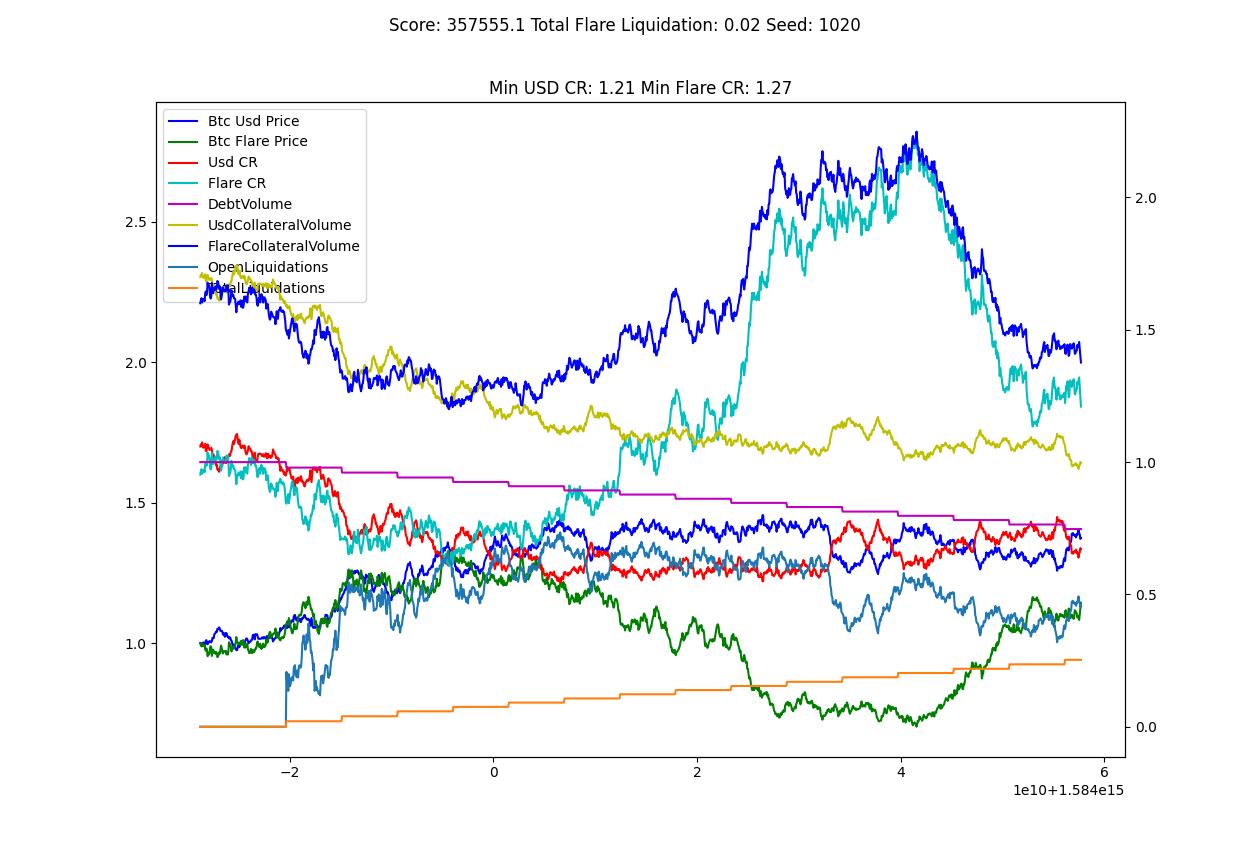 Score: 357555.1 Total Flare Liquidation: 0.02 Seed: 1020
Min USD CR: 1.21 Min Flare CR: 1.27
Btc Usd Price
Btc Flare Price
Usd CR
Flare CR
DebtVolume
UsdCollateralVolume
FlareCollateralVolume
OpenLiquidations
TotalLiquidations
2.5
2.0
1.5
1.0
2.0
1.5
1.0
0.5
0.0
−2
0
2
4
6
1e10+1.584e15